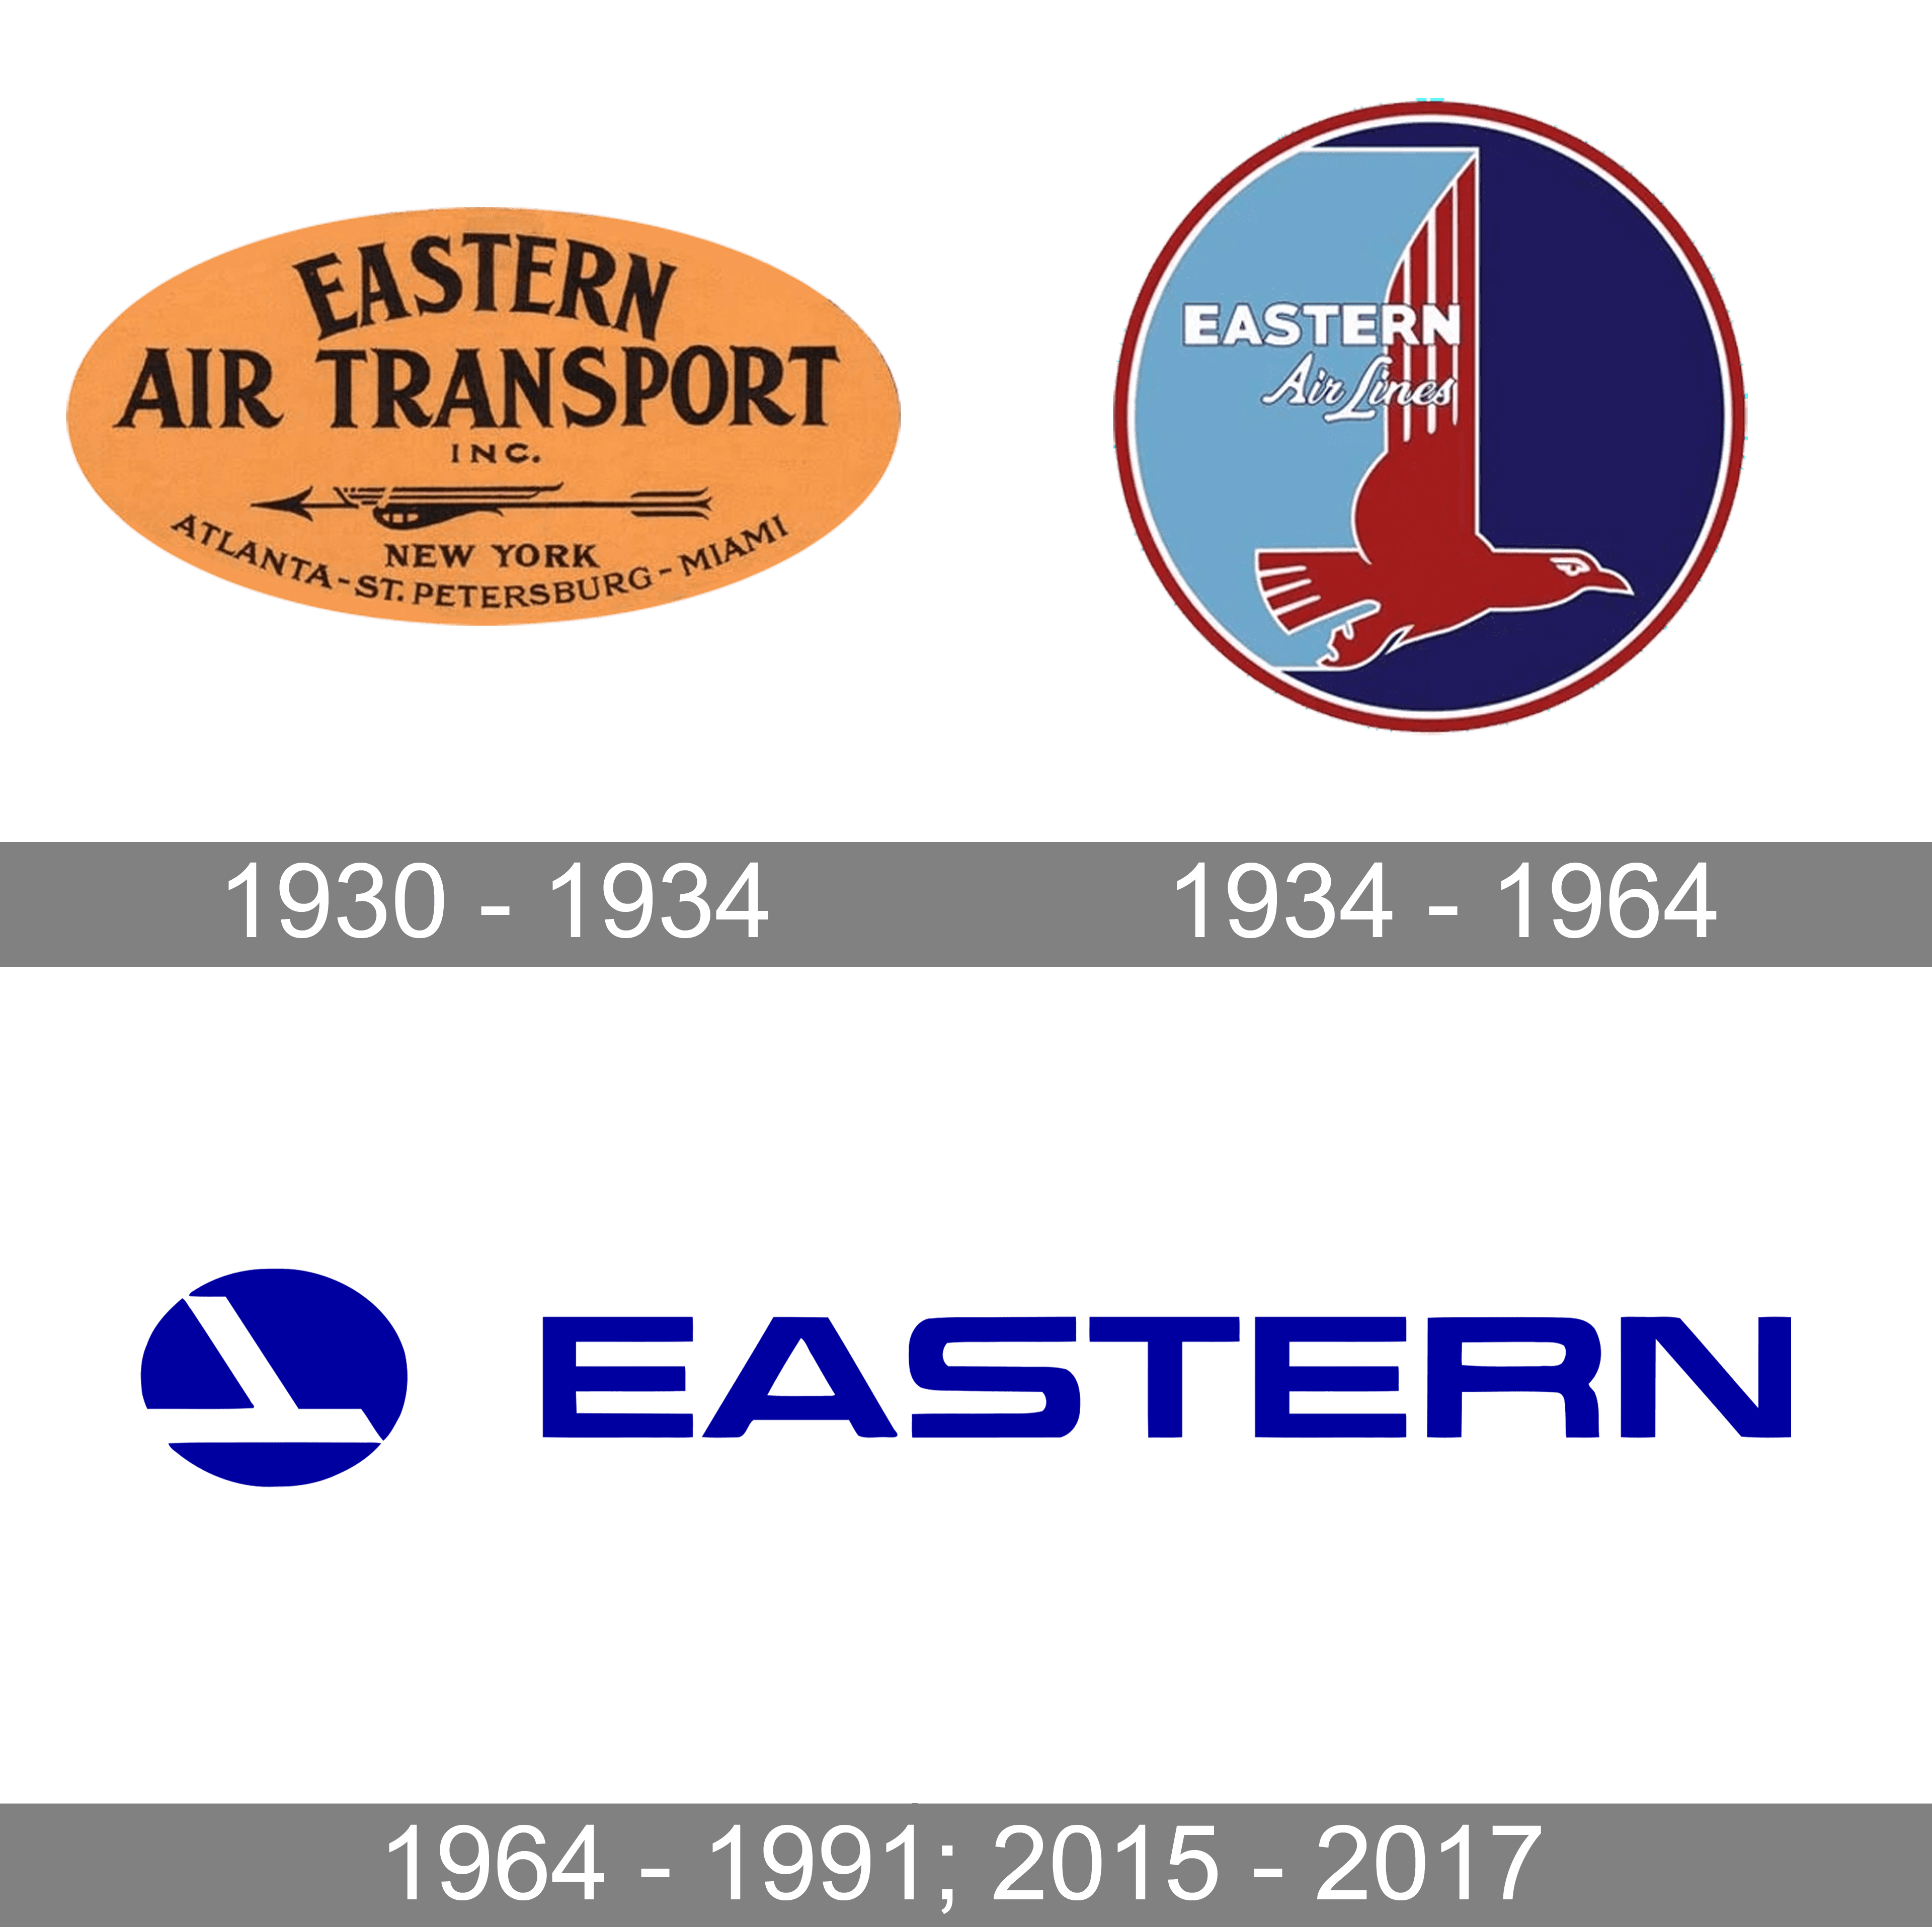 EASTERN
AIR TRANSPORT
INC.
NEW YORK
ATLANTA - ST. PETERSBURG - MIAMI
EASTERN
Air Lines
1930 - 1934
1934 - 1964
EASTERN
1964 - 1991; 2015 - 2017